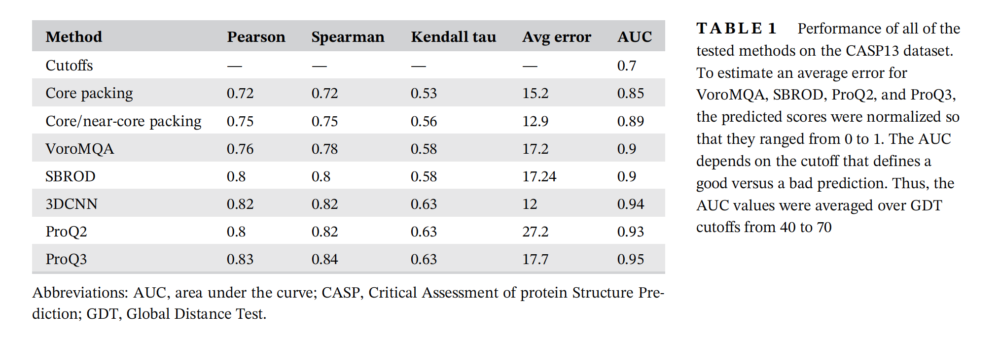 Method Pearson Spearman Kendall tau Avg error AUC
Cutoffs — — — — 0.7
Core packing 0.72 0.72 0.53 15.2 0.85
Core/near-core packing 0.75 0.75 0.56 12.9 0.89
VoroMQA 0.76 0.78 0.58 17.2 0.9
SBROD 0.8 0.8 0.58 17.24 0.9
3DCNN 0.82 0.82 0.63 12 0.94
ProQ2 0.8 0.82 0.63 27.2 0.93
ProQ3 0.83 0.84 0.63 17.7 0.95
Abbreviations: AUC, area under the curve; CASP, Critical Assessment of protein Structure Pre-
diction; GDT, Global Distance Test.
TABLE 1 Performance of all of the
tested methods on the CASP13 dataset.
To estimate an average error for
VoroMQA, SBROD, ProQ2, and ProQ3,
the predicted scores were normalized so
that they ranged from 0 to 1. The AUC
depends on the cutoff that defines a
good versus a bad prediction. Thus, the
AUC values were averaged over GDT
cutoffs from 40 to 70